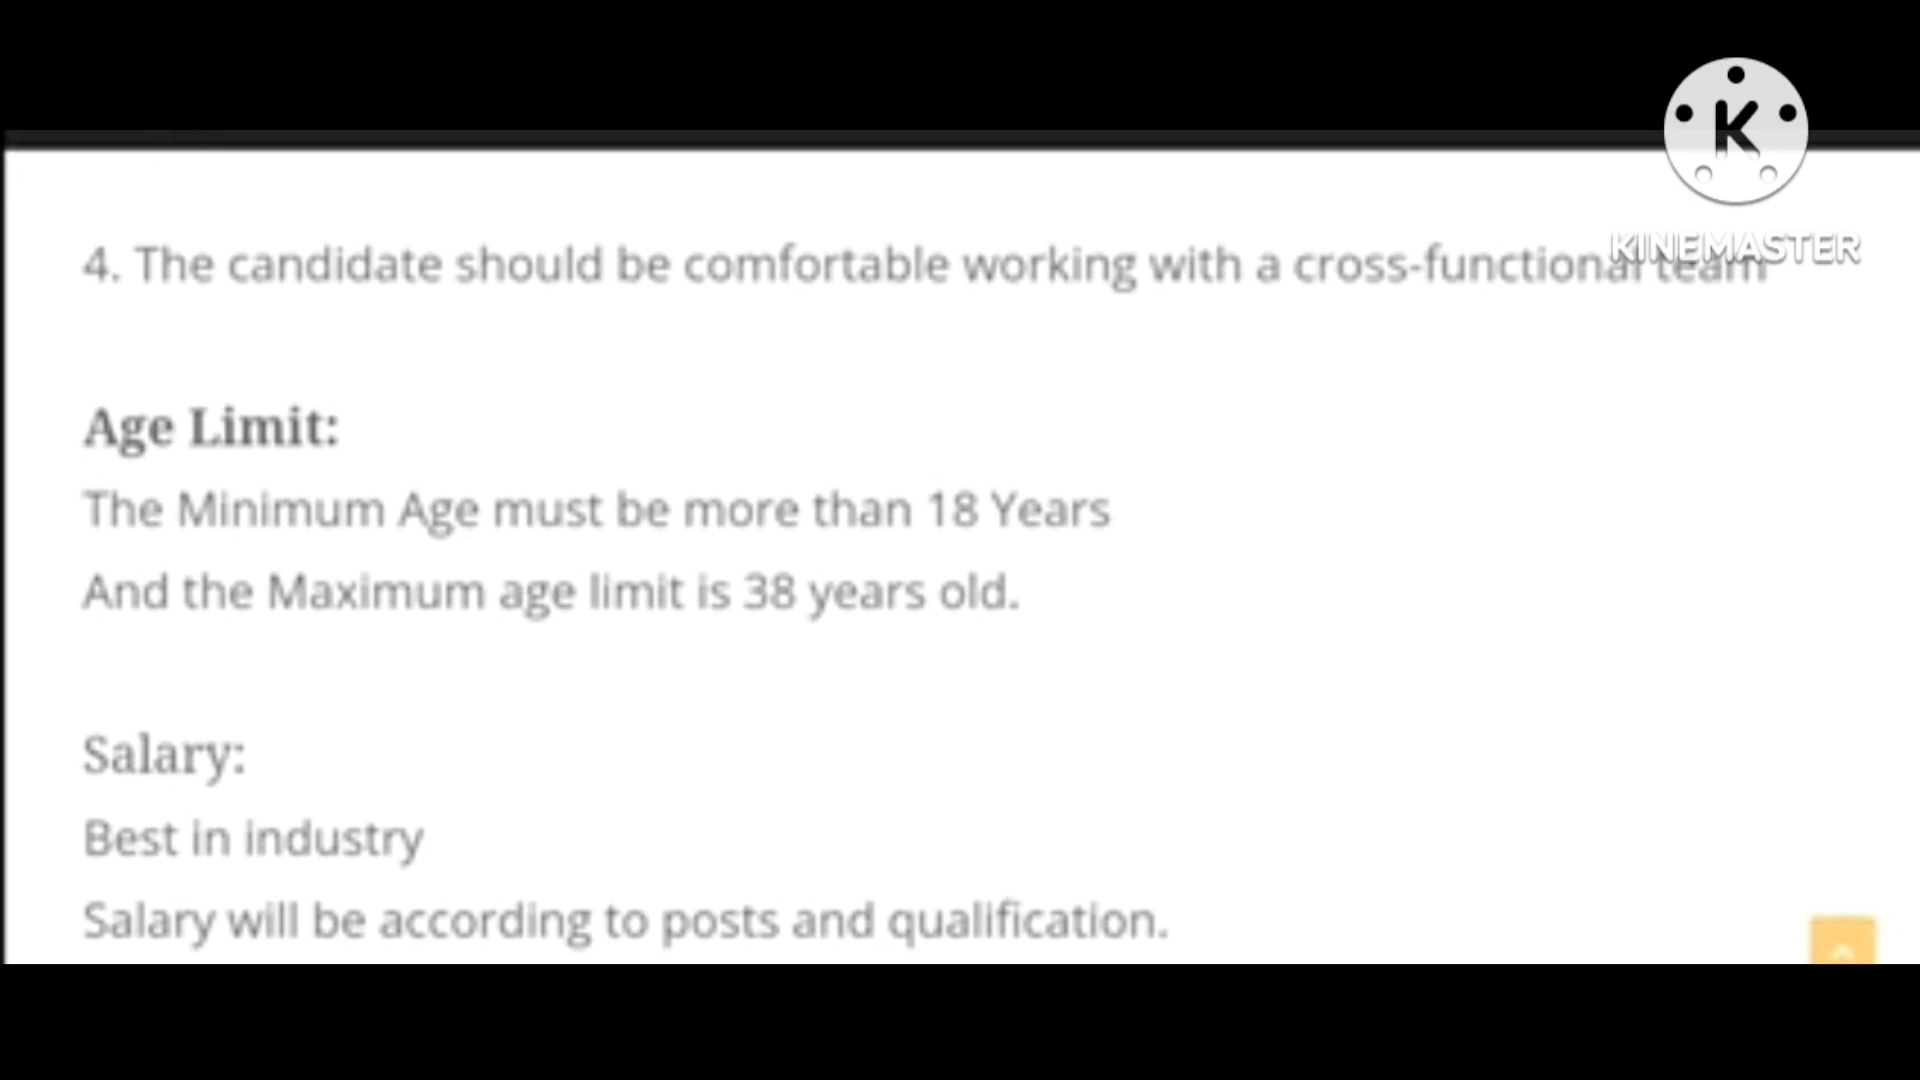 K
KINEMASTER
4. The candidate should be comfortable working with a cross-functional team
Age Limit:
The Minimum Age must be more than 18 Years
And the Maximum age limit is 38 years old.
Salary:
Best in industry
Salary will be according to posts and qualification.